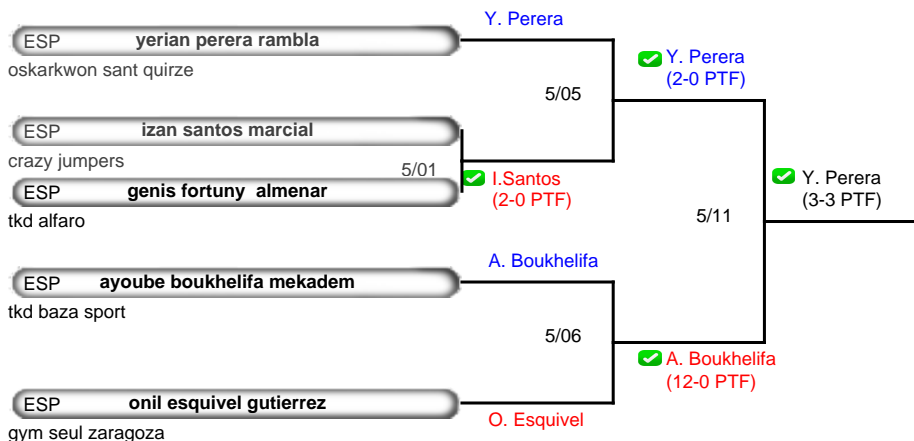 Y. Perera
ESP yerian perera rambla
oskarkwon sant quirze
Y. Perera
(2-0 PTF)
5/05
ESP izan santos marcial
crazy jumpers
5/01
I.Santos
(2-0 PTF)
ESP genis fortuny almenar
tkd alfaro
Y. Perera
(3-3 PTF)
5/11
A. Boukhelifa
ESP ayoube boukhelifa mekadem
tkd baza sport
5/06
A. Boukhelifa
(12-0 PTF)
ESP onil esquivel gutierrez
O. Esquivel
gym seul zaragoza